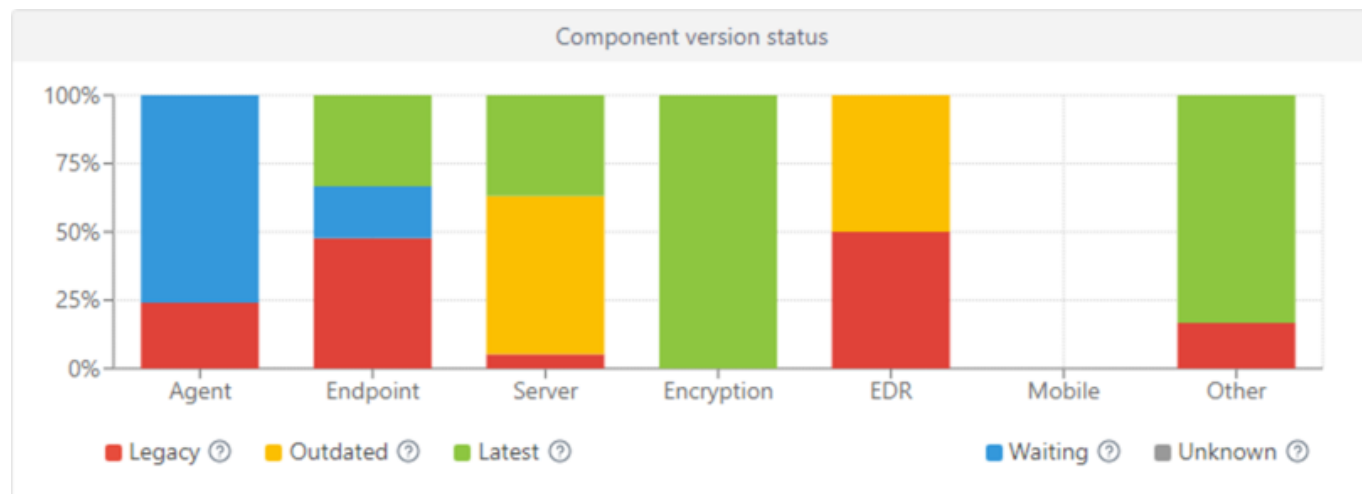 Component version status
100%
75%
50%
25%
0%
Agent Endpoint Server Encryption EDR Mobile Other
Legacy ? Outdated ? Latest ? Waiting ? Unknown ?